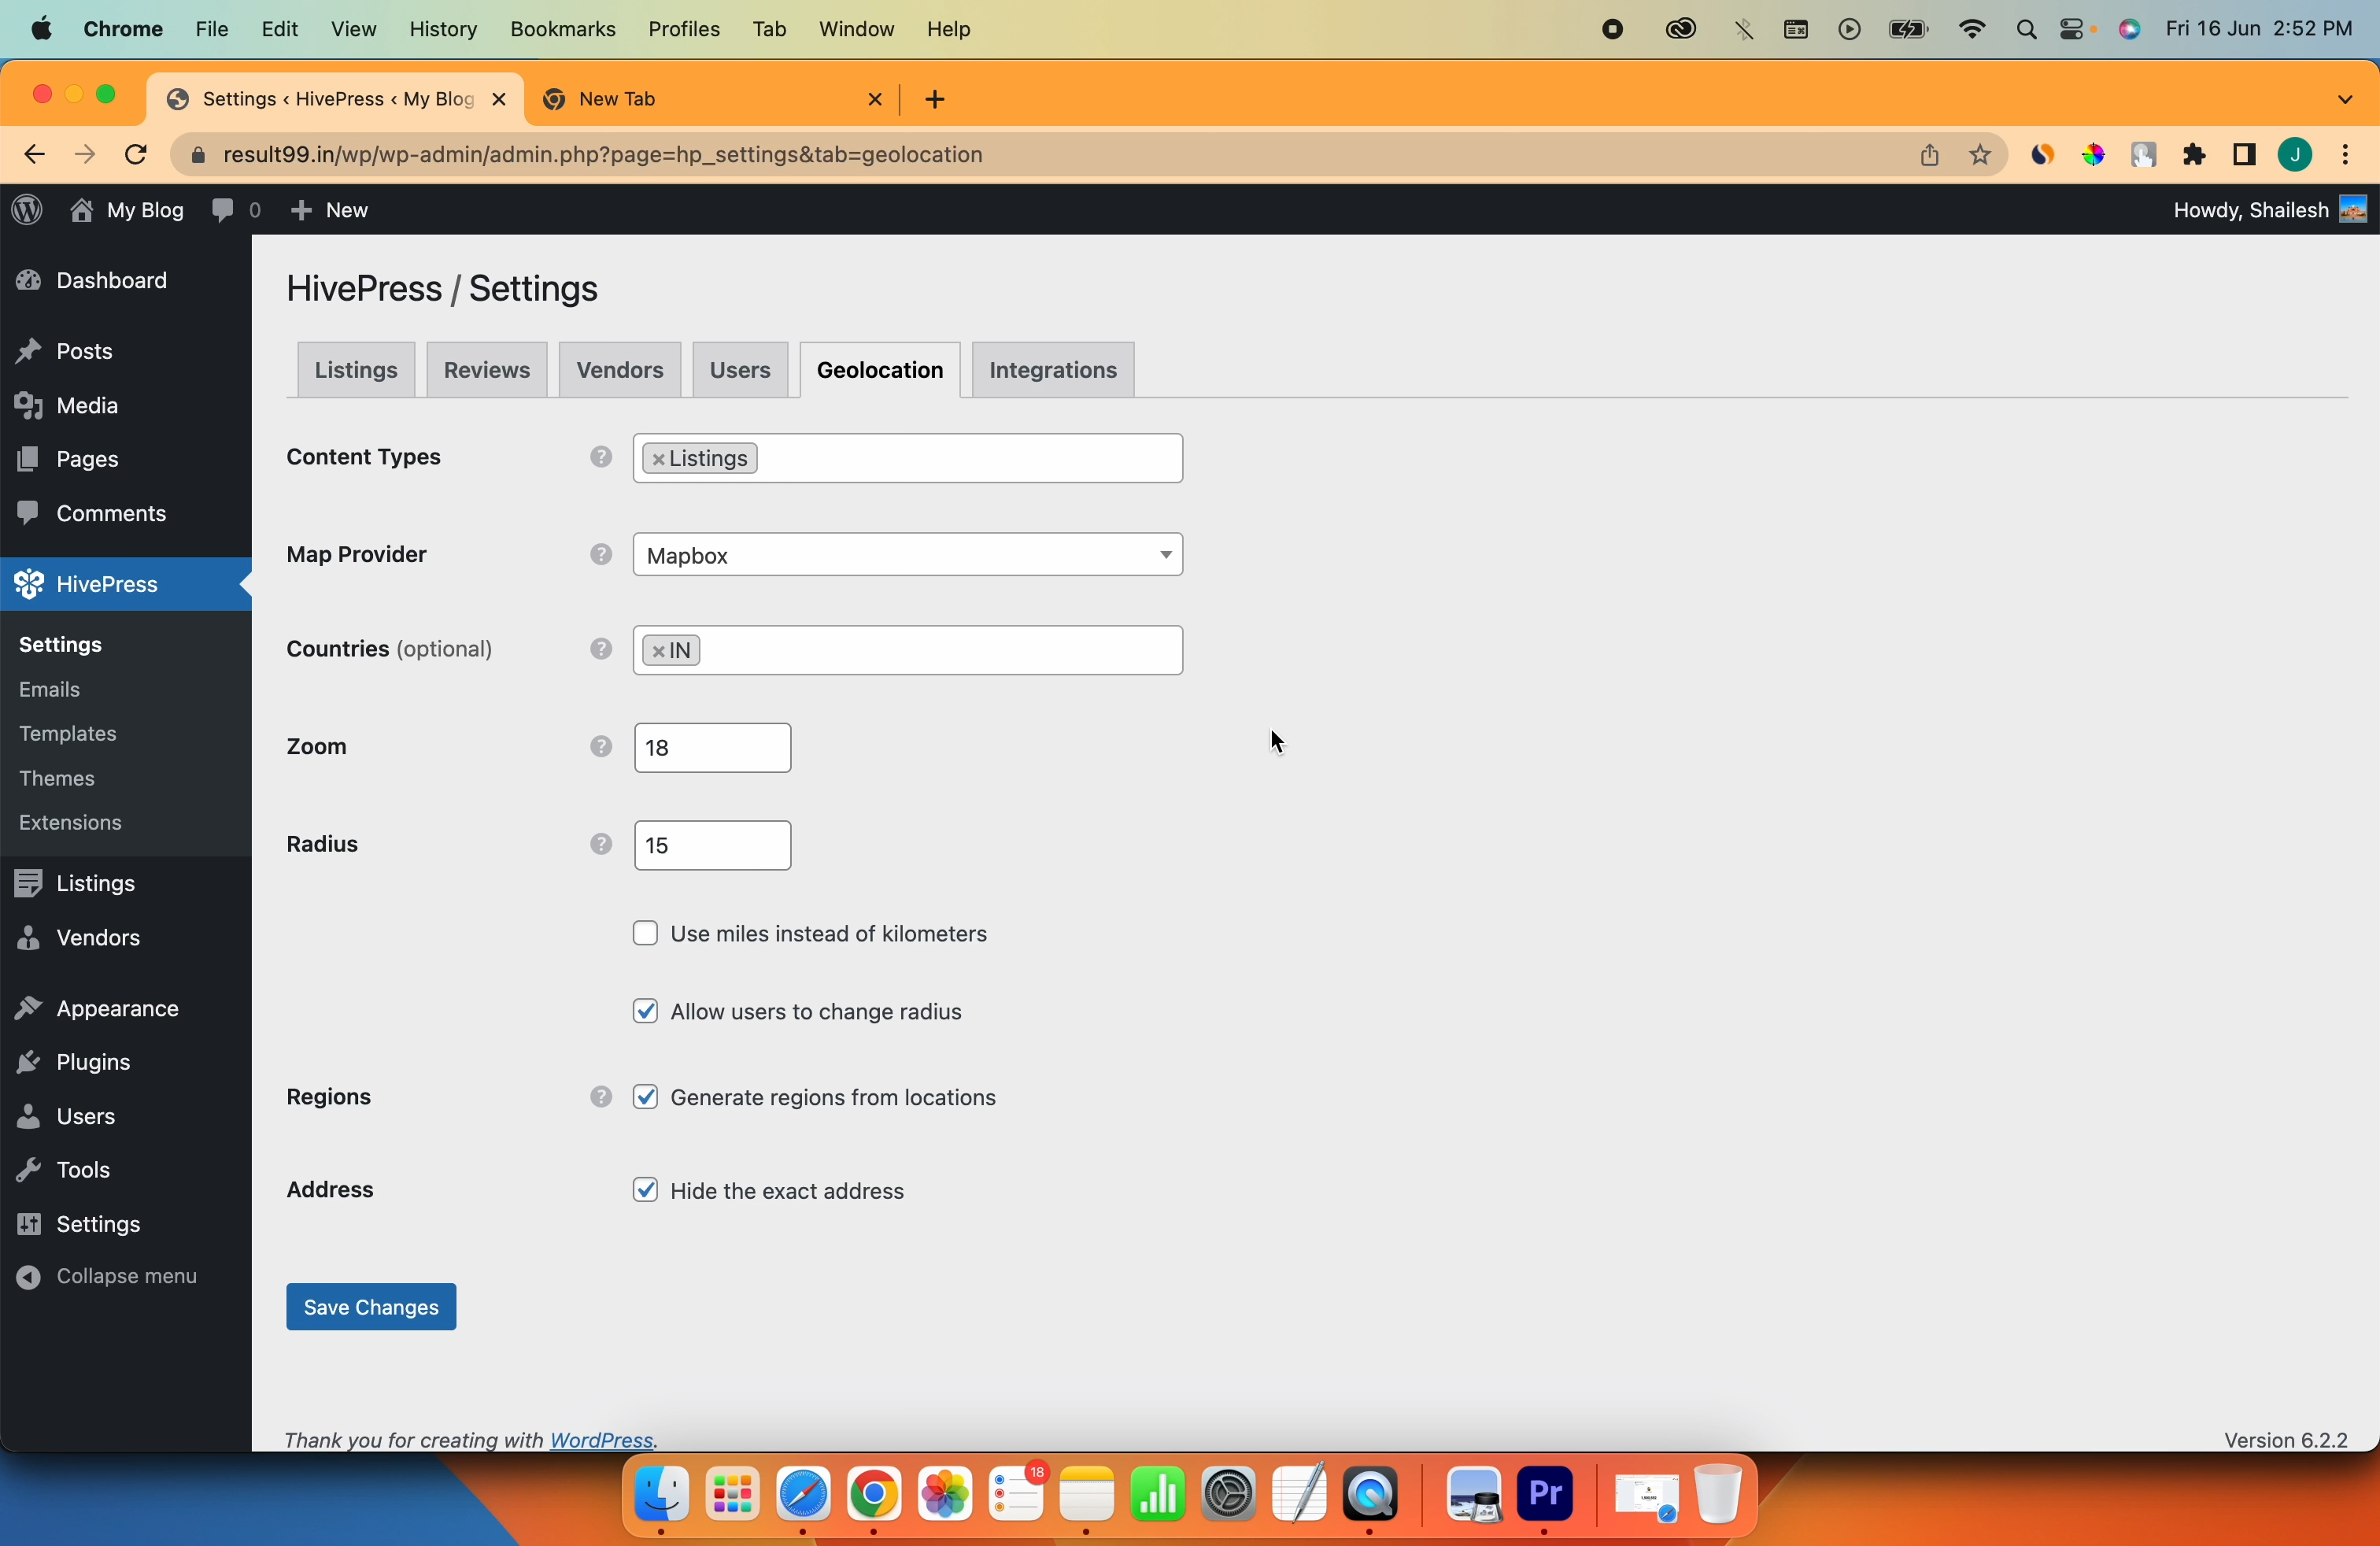 Chrome File Edit View History Bookmarks Profiles Tab Window Help Fri 16 Jun 2:52 PM
Settings ‹ HivePress ‹ My Blog New Tab
result99.in/wp/wp-admin/admin.php?page=hp_settings&tab=geolocation J
My Blog 0 New Howdy, Shailesh
Dashboard
Posts
Media
Pages
Comments
HivePress
Settings
Emails
Templates
Themes
Extensions
Listings
Vendors
Appearance
Plugins
Users
Tools
Settings
Collapse menu
HivePress / Settings
Listings Reviews Vendors Users Geolocation Integrations
Content Types ? × Listings
Map Provider ? Mapbox
Countries (optional) ? × IN
Zoom ? 18
Radius ? 15
Use miles instead of kilometers
Allow users to change radius
Regions ? Generate regions from locations
Address Hide the exact address
Save Changes
Thank you for creating with WordPress. Version 6.2.2
18
Pr